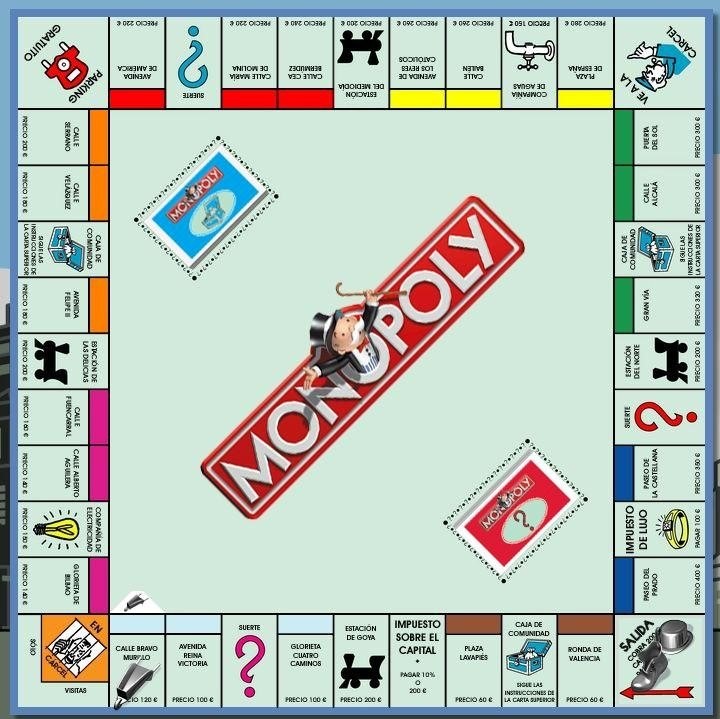 PARKING
GRATUITO
AVENIDA
DE AMÉRICA
PRECIO 220 €
SUERTE
CALLE MARÍA
DE MOLINA
PRECIO 220 €
CALLE CEA
BERMÚDEZ
PRECIO 240 €
ESTACIÓN
DEL MEDIODÍA
PRECIO 200 €
AVENIDA DE
LOS REYES
CATÓLICOS
PRECIO 260 €
CALLE
BAILÉN
PRECIO 260 €
COMPAÑÍA
DE AGUAS
PRECIO 150 €
PLAZA
DE ESPAÑA
PRECIO 280 €
VE A LA
CÁRCEL
CALLE
SERRANO
PRECIO 200 €
CALLE
VELÁZQUEZ
PRECIO 180 €
CAJA DE
COMUNIDAD
SIGUE LAS
INSTRUCCIONES DE
LA CARTA SUPERIOR
AVENIDA
FELIPE II
PRECIO 180 €
ESTACIÓN DE
LAS DELICIAS
PRECIO 200 €
CALLE
FUENCARRAL
PRECIO 160 €
CALLE ALBERTO
AGUILERA
PRECIO 140 €
COMPAÑÍA DE
ELECTRICIDAD
PRECIO 150 €
GLORIETA DE
BILBAO
PRECIO 140 €
MONOPOLY
MONOPOLY
MONOPOLY
PUERTA
DEL SOL
PRECIO 300 €
CALLE
ALCALÁ
PRECIO 300 €
CAJA DE
COMUNIDAD
SIGUE LAS
INSTRUCCIONES DE
LA CARTA SUPERIOR
GRAN VÍA
PRECIO 320 €
ESTACIÓN
DEL NORTE
PRECIO 200 €
SUERTE
PASEO DE
LA CASTELLANA
PRECIO 350 €
IMPUESTO
DE LUJO
PAGAR 100 €
PASEO DEL
PRADO
PRECIO 400 €
SÓLO
VISITAS
EN
CÁRCEL
CALLE BRAVO
MURILLO
120 €
AVENIDA
REINA
VICTORIA
PRECIO 100 €
SUERTE
GLORIETA
CUATRO
CAMINOS
PRECIO 100 €
ESTACIÓN
DE GOYA
PRECIO 200 €
IMPUESTO
SOBRE EL
CAPITAL
PAGAR 10%
O
200 €
PLAZA
LAVAPIÉS
PRECIO 60 €
CAJA DE
COMUNIDAD
SIGUE LAS
INSTRUCCIONES DE
LA CARTA SUPERIOR
RONDA DE
VALENCIA
PRECIO 60 €
SALIDA
COBRA